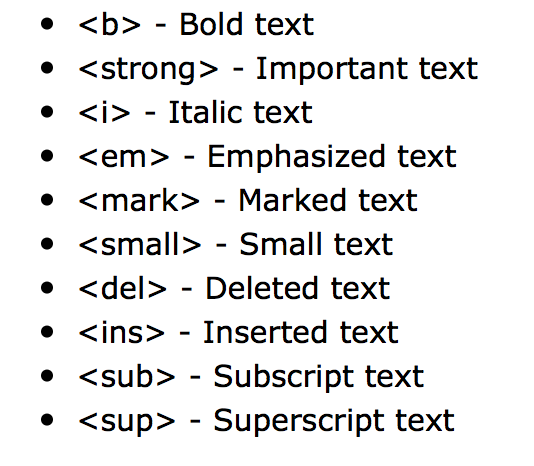 • <b> - Bold text
• <strong> - Important text
• <i> - Italic text
• <em> - Emphasized text
• <mark> - Marked text
• <small> - Small text
• <del> - Deleted text
• <ins> - Inserted text
• <sub> - Subscript text
• <sup> - Superscript text